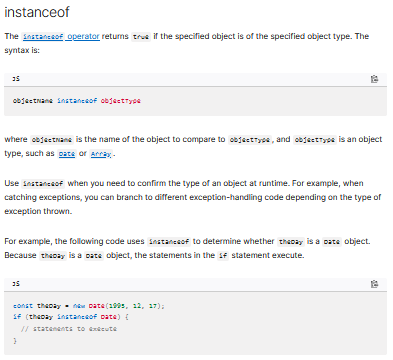 instanceof
The instanceof operator returns true if the specified object is of the specified object type. The
syntax is:
JS
objectName instanceof objectType
where objectName is the name of the object to compare to objectType, and objectType is an object
type, such as Date or Array.
Use instanceof when you need to confirm the type of an object at runtime. For example, when
catching exceptions, you can branch to different exception-handling code depending on the type of
exception thrown.
For example, the following code uses instanceof to determine whether theDay is a Date object.
Because theDay is a Date object, the statements in the if statement execute.
JS
const theDay = new Date(1995, 12, 17);
if (theDay instanceof Date) {
// statements to execute
}